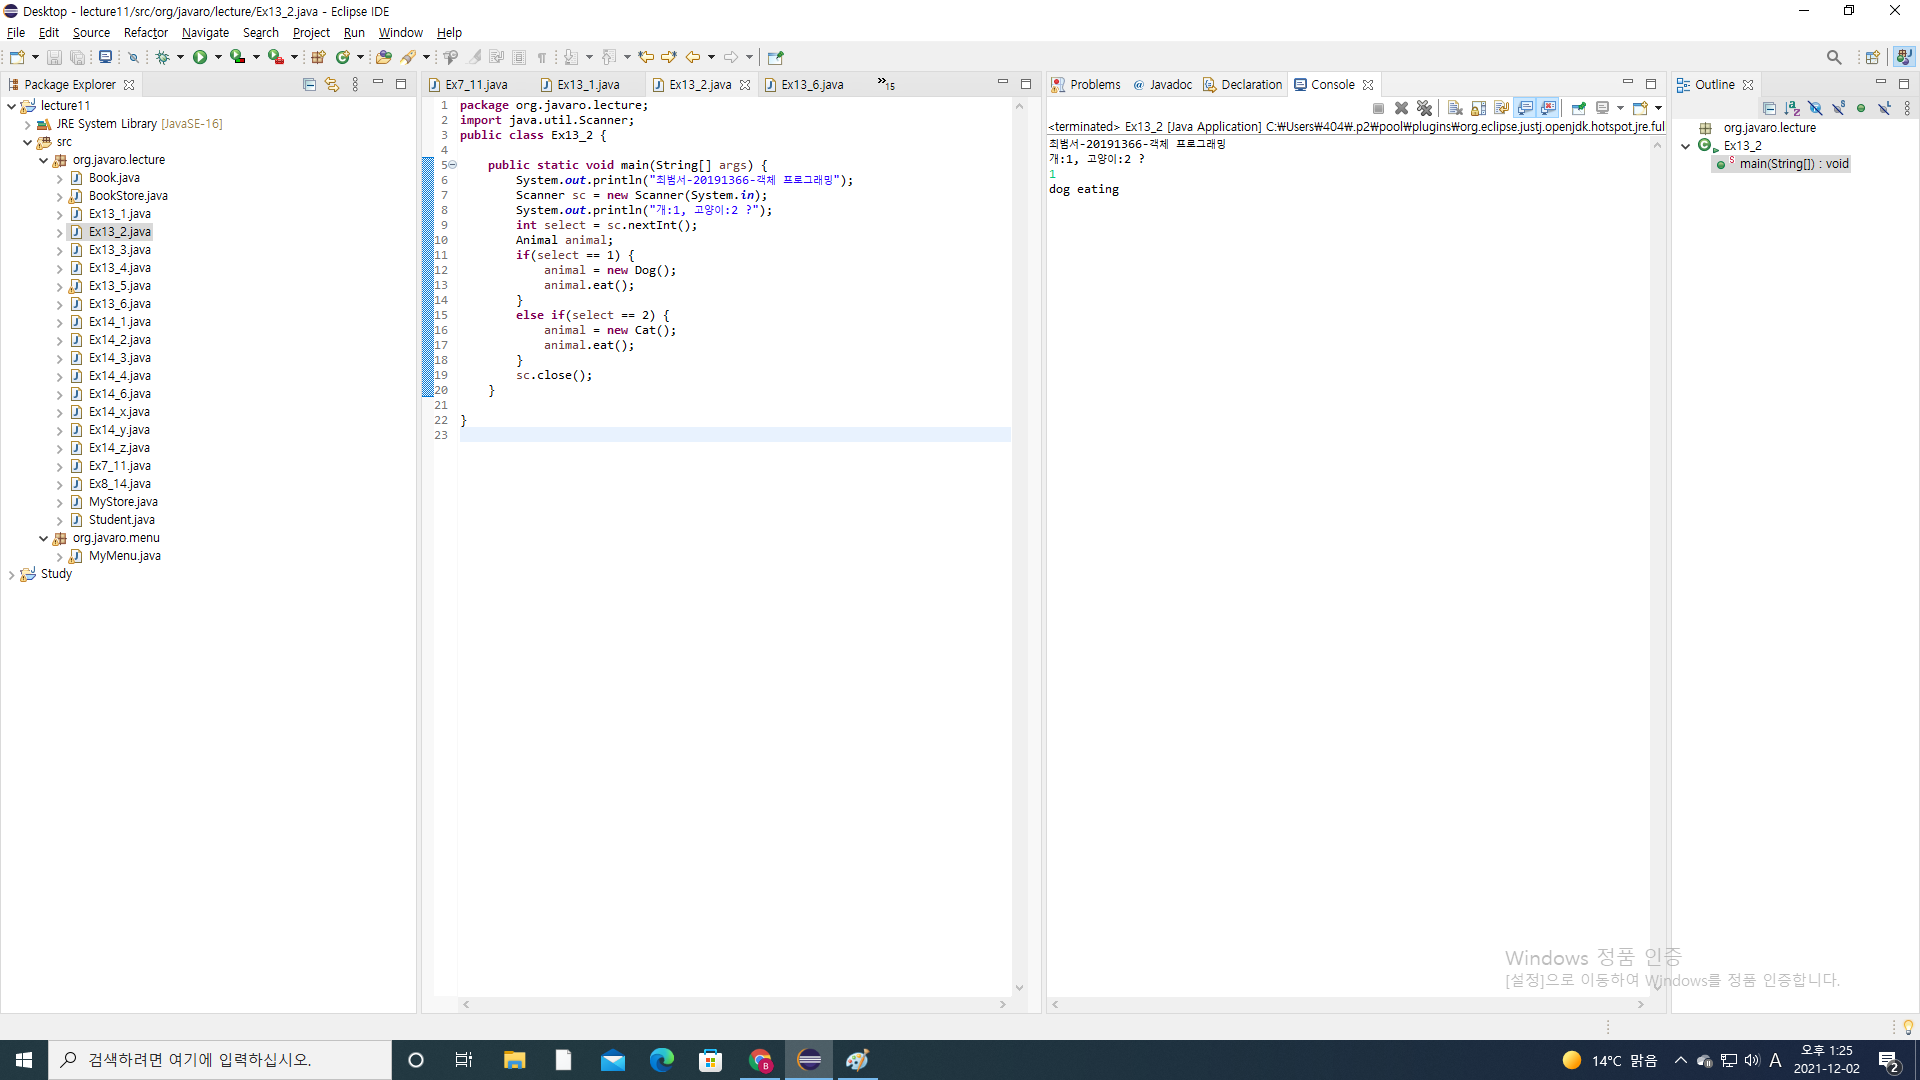 Desktop - lecture11/src/org/javaro/lecture/Ex13_2.java - Eclipse IDE
File Edit Source Refactor Navigate Search Project Run Window Help
Package Explorer
lecture11
JRE System Library [JavaSE-16]
src
org.javaro.lecture
Book.java
BookStore.java
Ex13_1.java
Ex13_2.java
Ex13_3.java
Ex13_4.java
Ex13_5.java
Ex13_6.java
Ex14_1.java
Ex14_2.java
Ex14_3.java
Ex14_4.java
Ex14_6.java
Ex14_x.java
Ex14_y.java
Ex14_z.java
Ex7_11.java
Ex8_14.java
MyStore.java
Student.java
org.javaro.menu
MyMenu.java
Study
Ex7_11.java Ex13_1.java Ex13_2.java Ex13_6.java »15
1 package org.javaro.lecture;
2 import java.util.Scanner;
3 public class Ex13_2 {
4
5 public static void main(String[] args) {
6 System.out.println("최범서-20191366-객체 프로그래밍");
7 Scanner sc = new Scanner(System.in);
8 System.out.println("개:1, 고양이:2 ?");
9 int select = sc.nextInt();
10 Animal animal;
11 if(select == 1) {
12 animal = new Dog();
13 animal.eat();
14 }
15 else if(select == 2) {
16 animal = new Cat();
17 animal.eat();
18 }
19 sc.close();
20 }
21
22 }
23
Problems Javadoc Declaration Console
<terminated> Ex13_2 [Java Application] C:₩Users₩404₩.p2₩pool₩plugins₩org.eclipse.justj.openjdk.hotspot.jre.ful
최범서-20191366-객체 프로그래밍
개:1, 고양이:2 ?
1
dog eating
Outline
org.javaro.lecture
Ex13_2
main(String[]) : void
Windows 정품 인증
[설정]으로 이동하여 Windows를 정품 인증합니다.
검색하려면 여기에 입력하십시오.
14°C 맑음
A
오후 1:25
2021-12-02
2